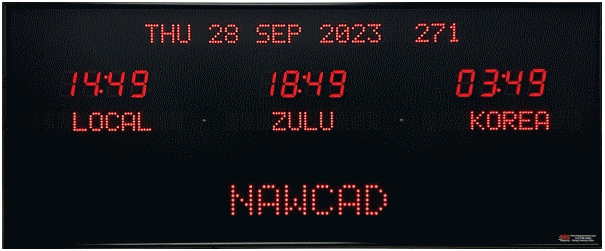 THU 28 SEP 2023 271
14:49 18:49 03:49
LOCAL ZULU KOREA
NAWCAD